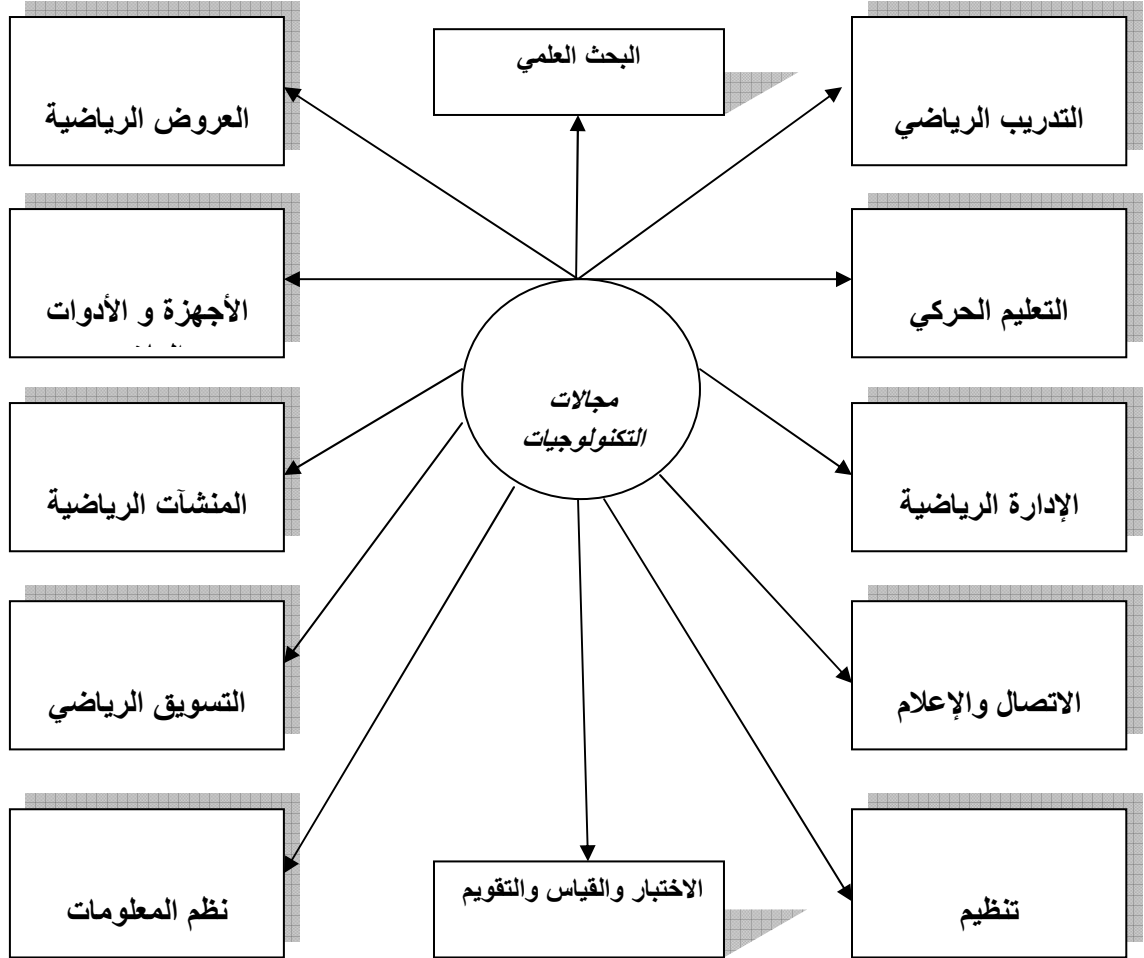 البحث العلمي
التدريب الرياضي
العروض الرياضية
التعليم الحركي
الأجهزة و الأدوات
مجالات
التكنولوجيات
الإدارة الرياضية
المنشآت الرياضية
الاتصال والإعلام
التسويق الرياضي
الاختبار والقياس والتقويم
تنظيم
نظم المعلومات